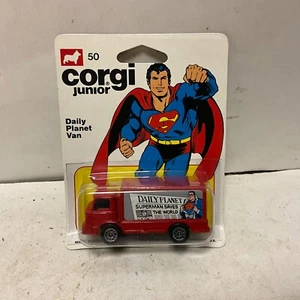 50
corgi
junior
Daily
Planet
Van
DAILY PLANET
SUPERMAN SAVES
THE WORLD